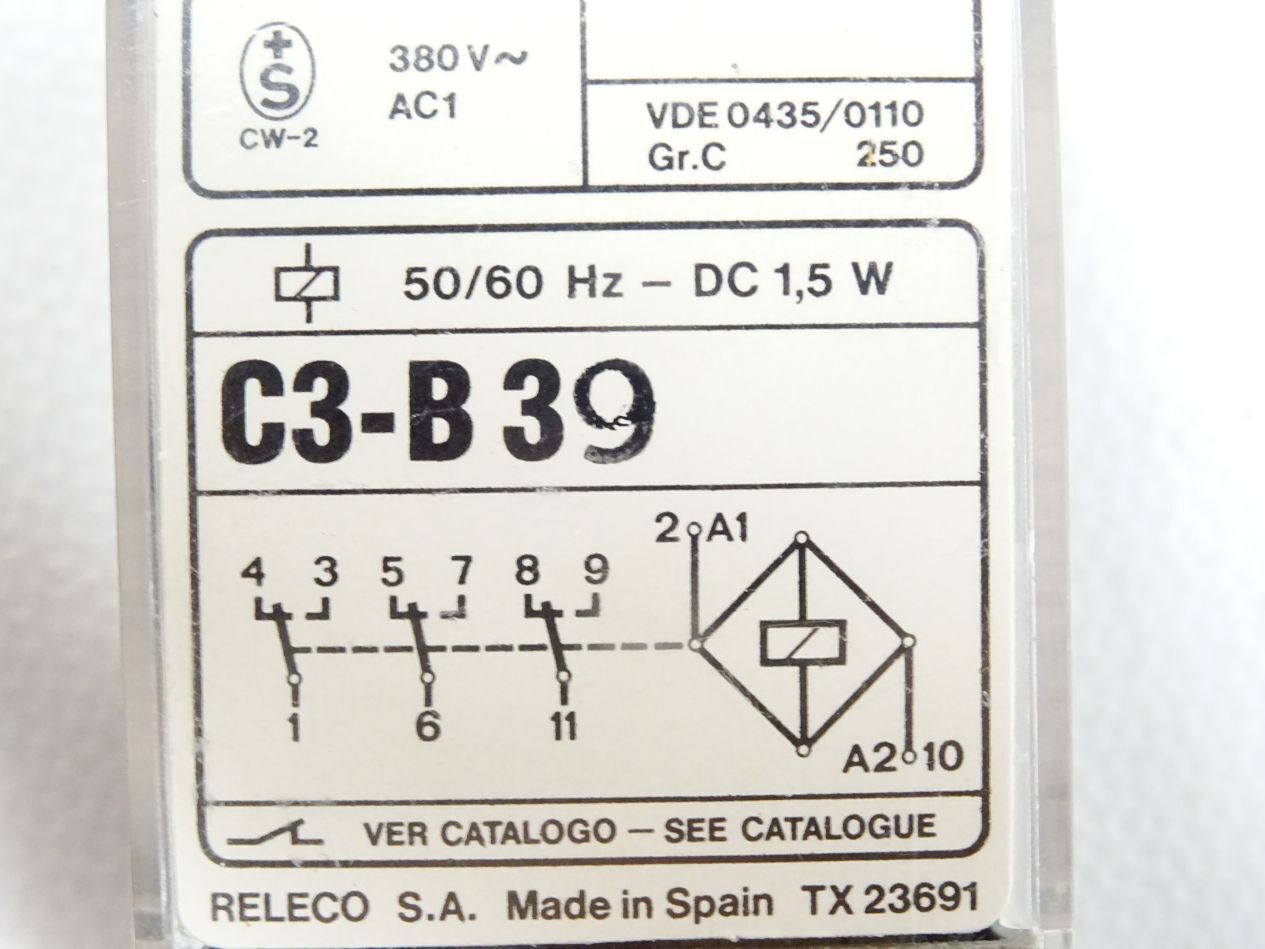 +S
CW-2
380 V~
AC1
VDE 0435/0110
Gr.C 250
50/60 Hz – DC 1,5 W
C3-B 39
4 3 5 7 8 9
1 6 11
2 A1
A2 10
VER CATALOGO – SEE CATALOGUE
RELECO S.A. Made in Spain TX 23691